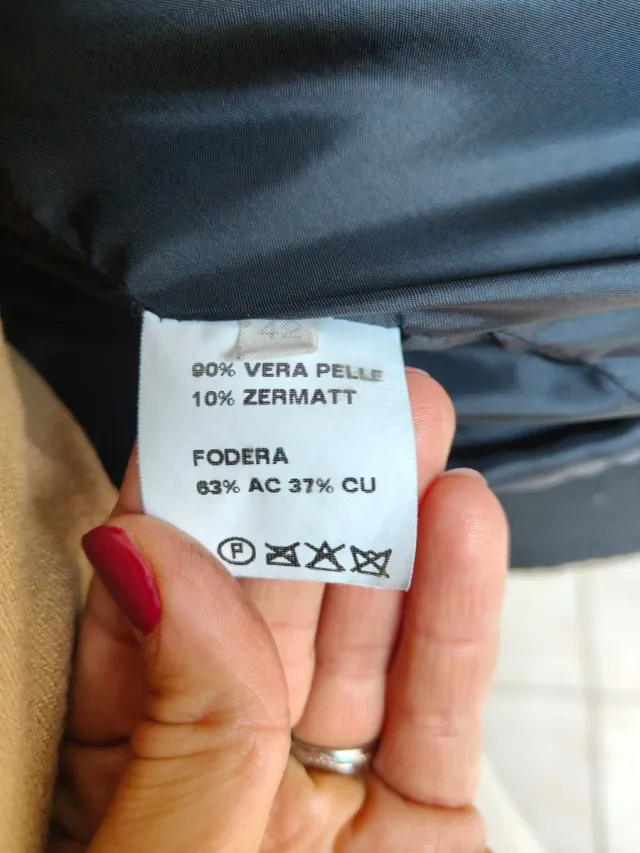 42
90% VERA PELLE
10% ZERMATT
FODERA
63% AC 37% CU
P